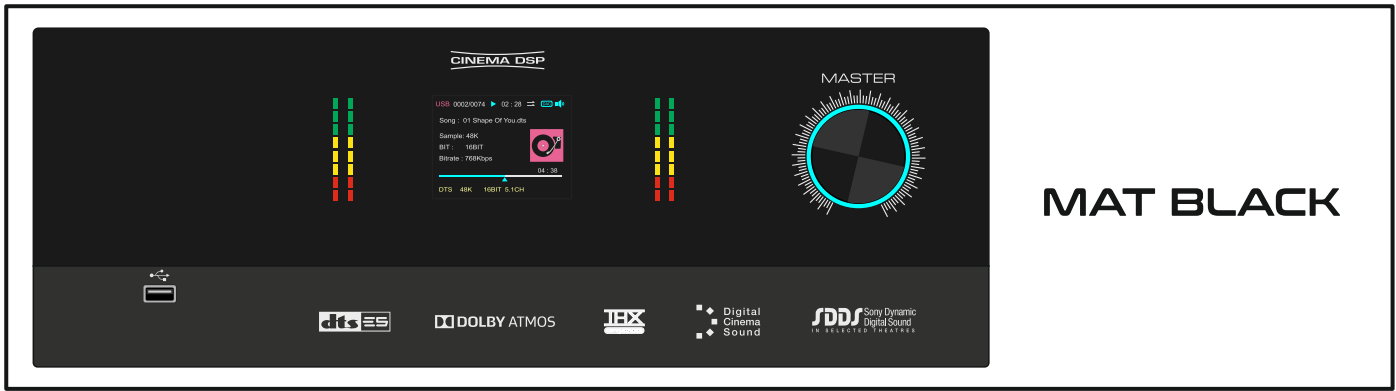 CINEMA DSP
MASTER
USB 0002/0074 02 : 28
Song : 01 Shape Of You.dts
Sample: 48K
BIT : 16BIT
Bitrate : 768Kbps
04 : 38
DTS 48K 16BIT 5.1CH
MAT BLACK
dts ES
DOLBY ATMOS
THX
Digital
Cinema
Sound
SDDS Sony Dynamic
Digital Sound
IN SELECTED THEATRES